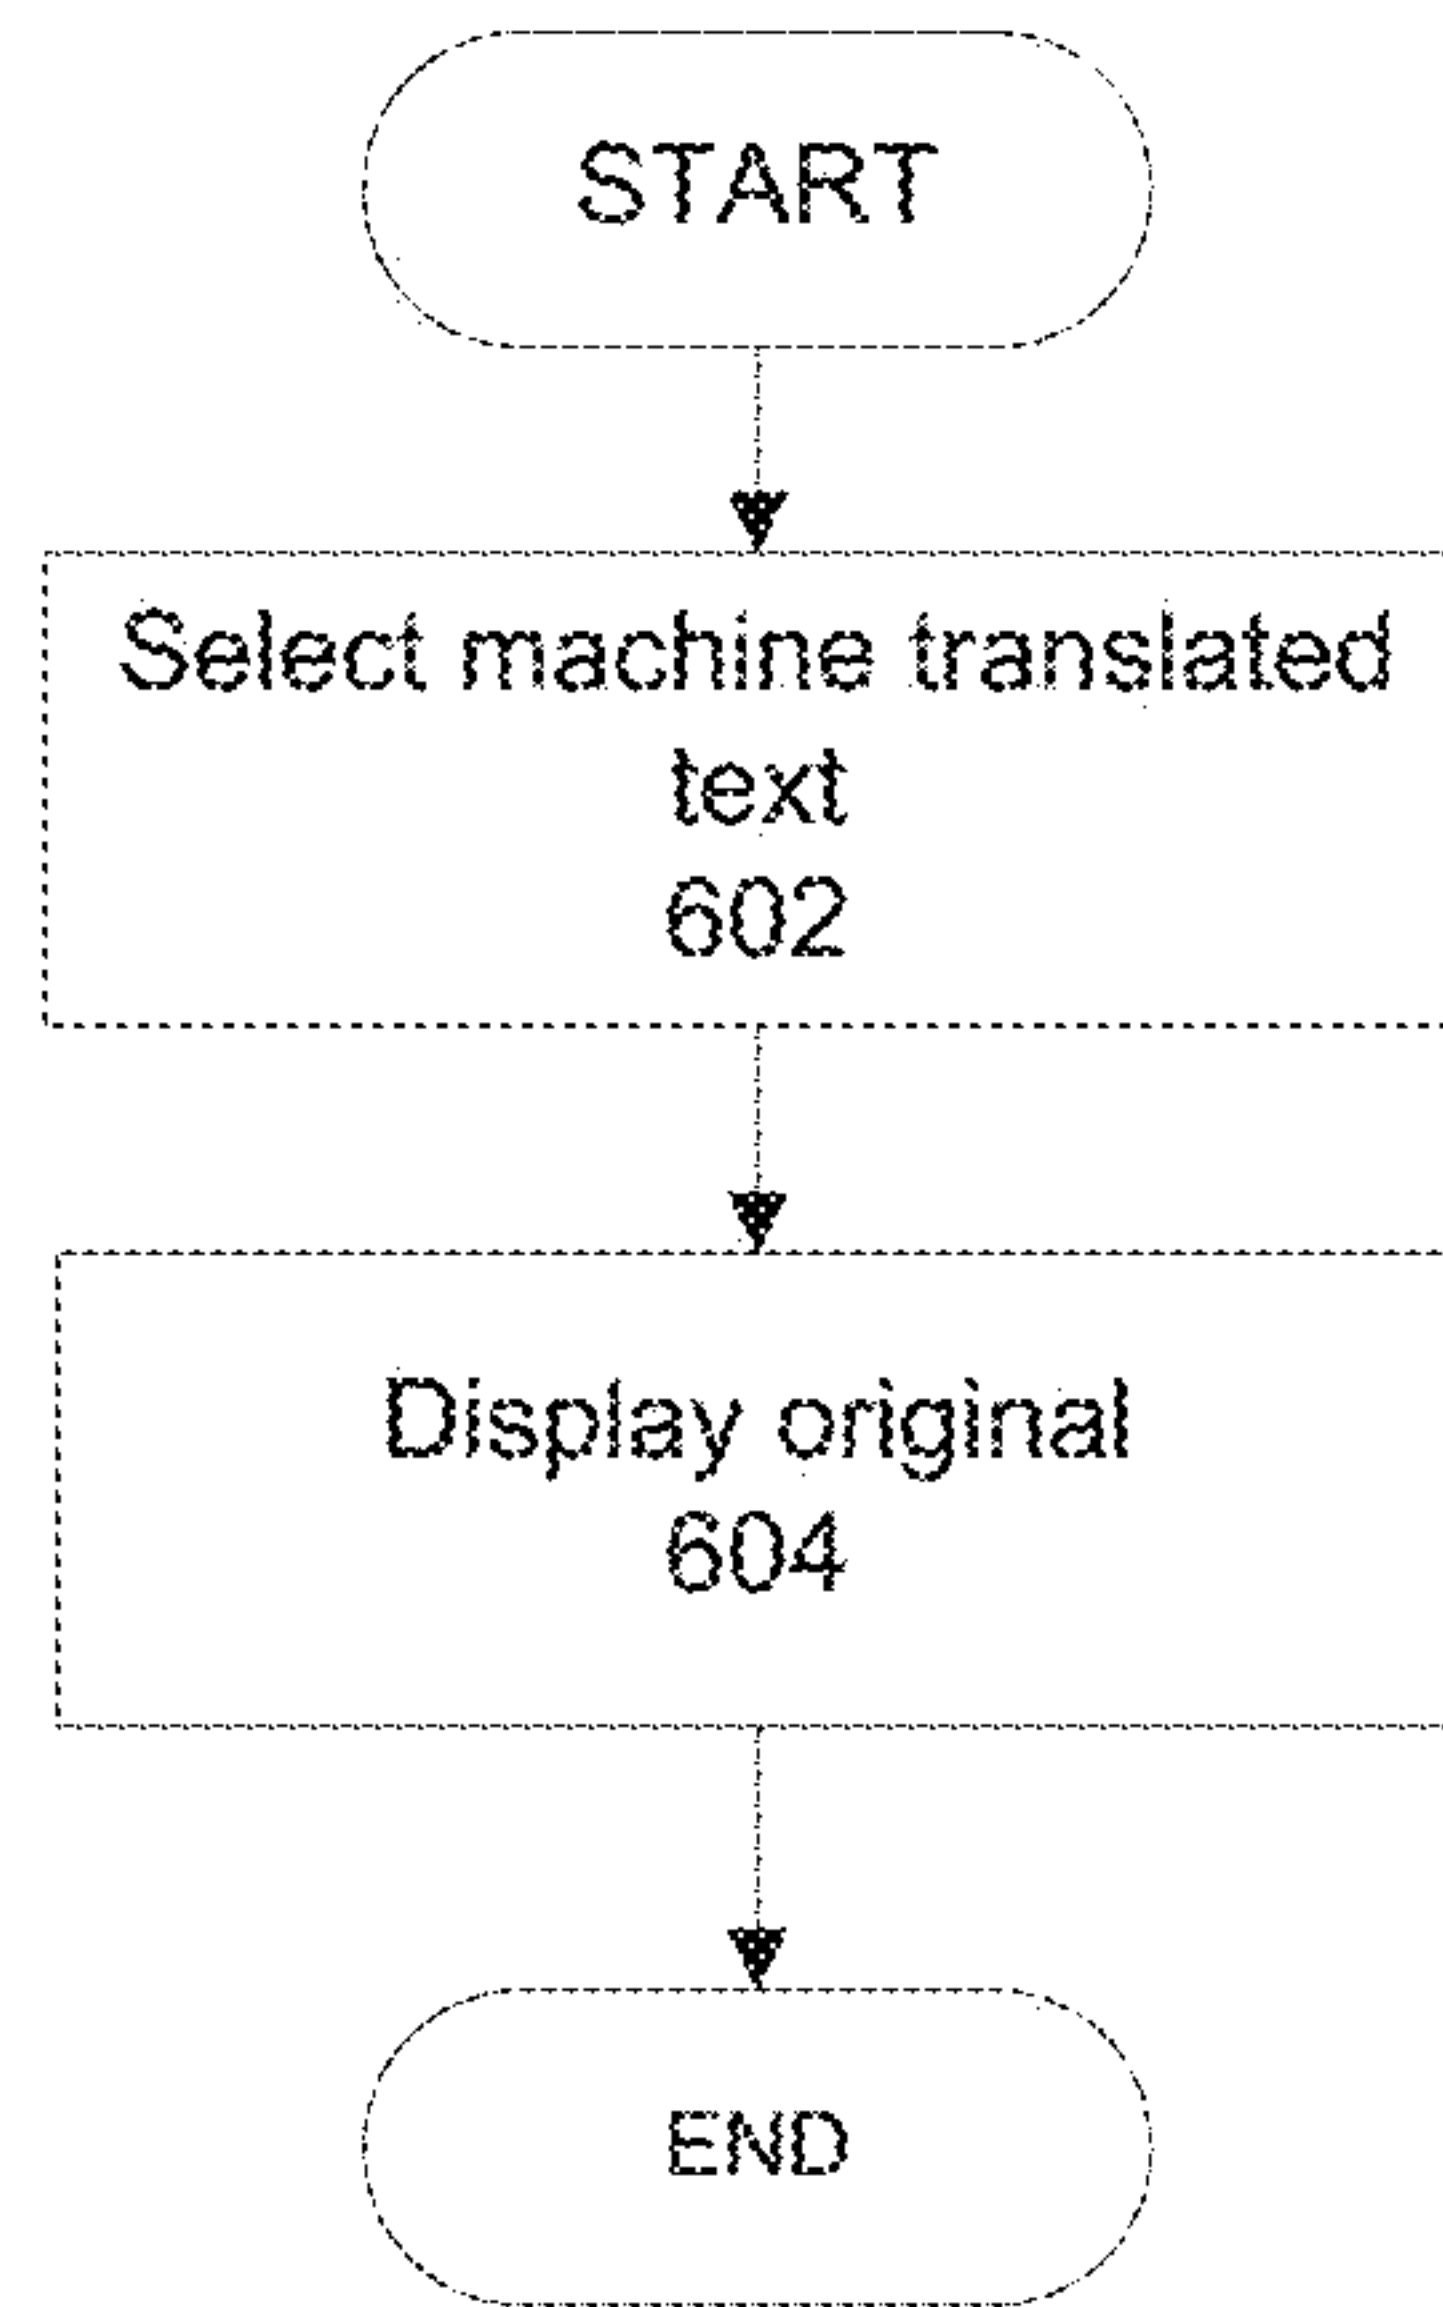 START
Select machine translated
text
602
Display original
604
END